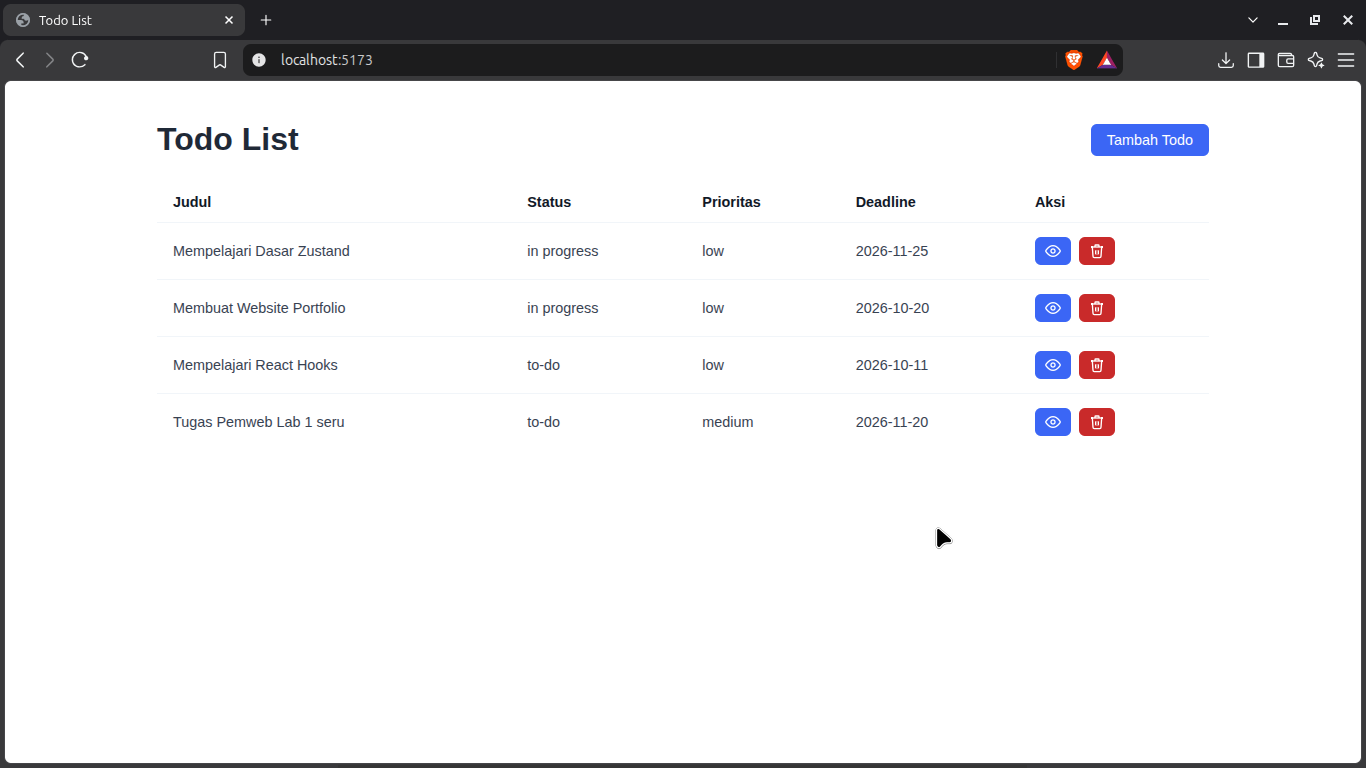 Todo List
localhost:5173
Todo List
Tambah Todo
Judul Status Prioritas Deadline Aksi
Mempelajari Dasar Zustand in progress low 2026-11-25
Membuat Website Portfolio in progress low 2026-10-20
Mempelajari React Hooks to-do low 2026-10-11
Tugas Pemweb Lab 1 seru to-do medium 2026-11-20